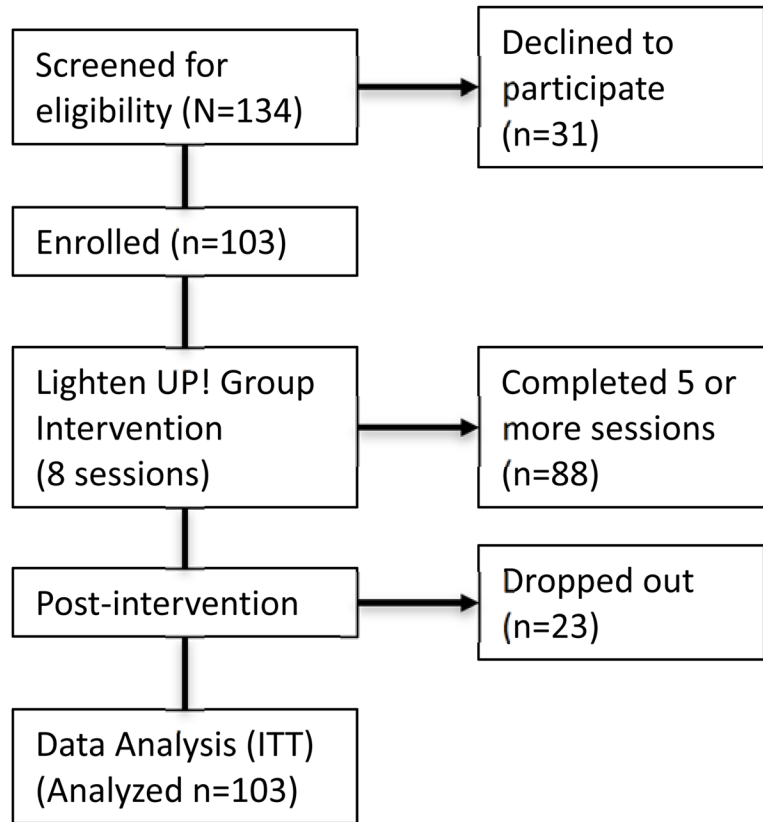 Screened for
eligibility (N=134)
Declined to
participate
(n=31)
Enrolled (n=103)
Lighten UP! Group
Intervention
(8 sessions)
Completed 5 or
more sessions
(n=88)
Post-intervention
Dropped out
(n=23)
Data Analysis (ITT)
(Analyzed n=103)